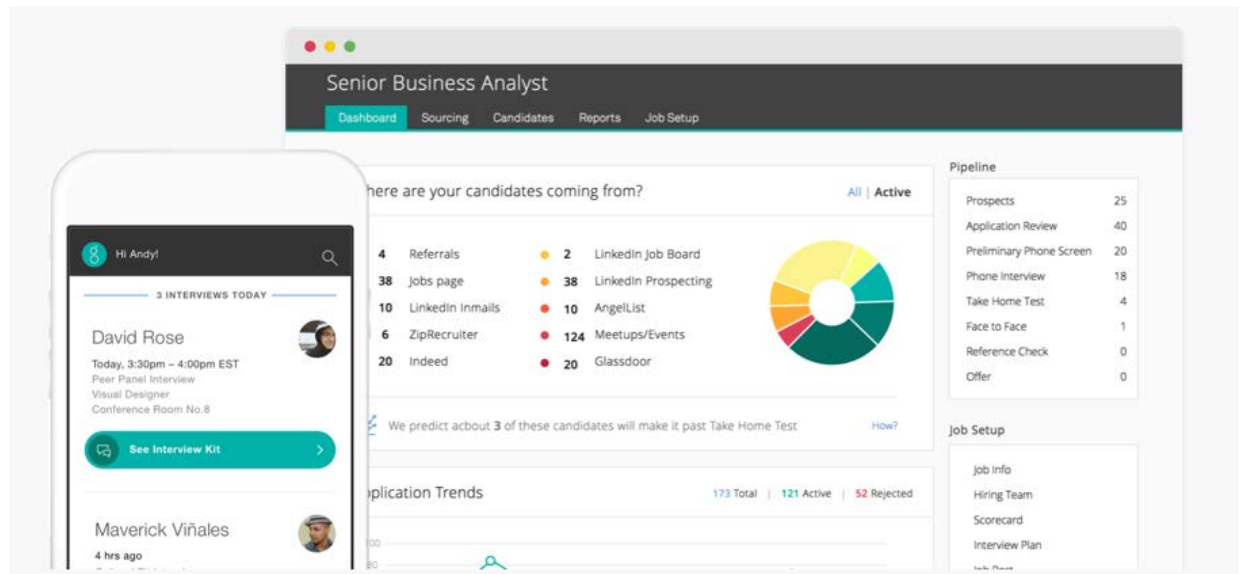 Senior Business Analyst
Dashboard Sourcing Candidates Reports Job Setup
here are your candidates coming from? All | Active
4 Referrals 2 LinkedIn Job Board
38 Jobs page 38 LinkedIn Prospecting
10 LinkedIn Inmails 10 AngelList
6 ZipRecruiter 124 Meetups/Events
20 Indeed 20 Glassdoor
We predict acbout 3 of these candidates will make it past Take Home Test How?
plication Trends 173 Total | 121 Active | 52 Rejected
100
80
Pipeline
Prospects 25
Application Review 40
Preliminary Phone Screen 20
Phone Interview 18
Take Home Test 4
Face to Face 1
Reference Check 0
Offer 0
Job Setup
Job Info
Hiring Team
Scorecard
Interview Plan
Hi Andy!
3 INTERVIEWS TODAY
David Rose
Today, 3:30pm – 4:00pm EST
Peer Panel Interview
Visual Designer
Conference Room No.8
See Interview Kit
Maverick Viñales
4 hrs ago